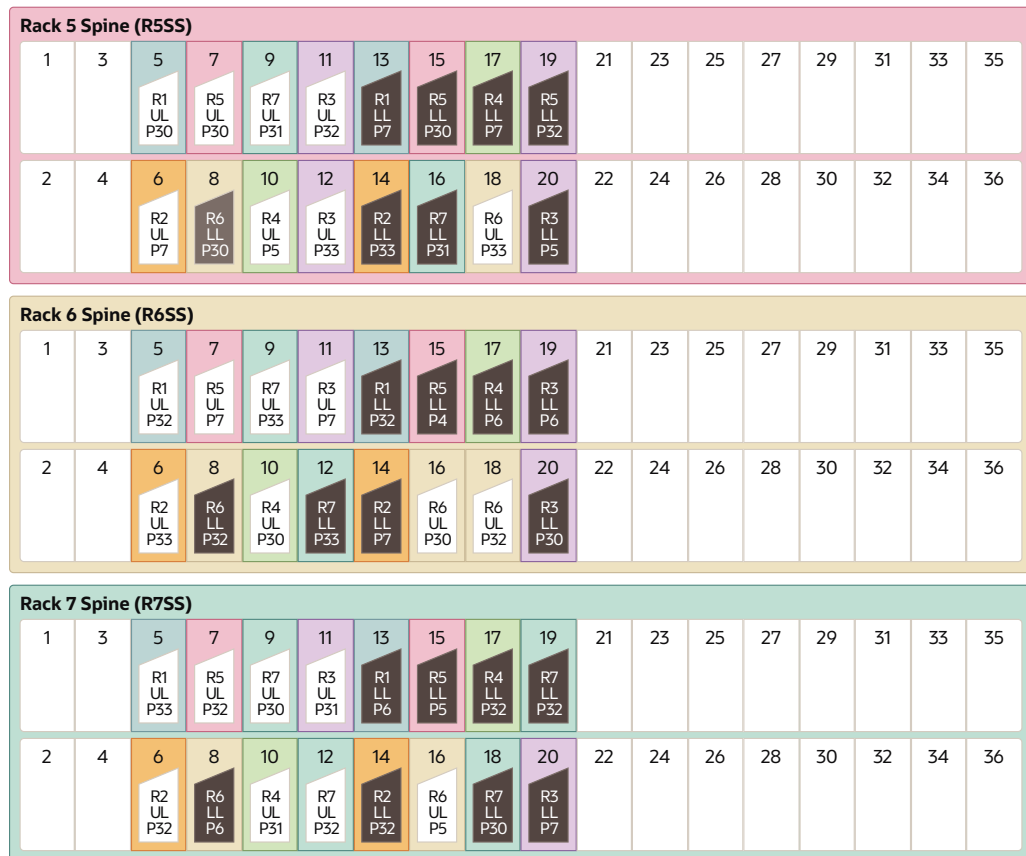 Rack 5 Spine (R5SS)
1 3 5 7 9 11 13 15 17 19 21 23 25 27 29 31 33 35
R1 R5 R7 R3 R1 R5 R4 R5
UL UL UL UL LL LL LL LL
P30 P30 P31 P32 P7 P30 P7 P32
2 4 6 8 10 12 14 16 18 20 22 24 26 28 30 32 34 36
R2 R6 R4 R3 R2 R7 R6 R3
UL LL UL UL LL LL UL LL
P7 P30 P5 P33 P33 P31 P33 P5
Rack 6 Spine (R6SS)
1 3 5 7 9 11 13 15 17 19 21 23 25 27 29 31 33 35
R1 R5 R7 R3 R1 R5 R4 R3
UL UL UL UL LL LL LL LL
P32 P7 P33 P7 P32 P4 P6 P6
2 4 6 8 10 12 14 16 18 20 22 24 26 28 30 32 34 36
R2 R6 R4 R7 R2 R6 R6 R3
UL LL UL LL LL UL UL LL
P33 P32 P30 P33 P7 P30 P32 P30
Rack 7 Spine (R7SS)
1 3 5 7 9 11 13 15 17 19 21 23 25 27 29 31 33 35
R1 R5 R7 R3 R1 R5 R4 R7
UL UL UL UL LL LL LL LL
P33 P32 P30 P31 P6 P5 P32 P32
2 4 6 8 10 12 14 16 18 20 22 24 26 28 30 32 34 36
R2 R6 R4 R7 R2 R6 R7 R3
UL LL UL UL LL UL LL LL
P32 P6 P31 P32 P32 P5 P30 P7